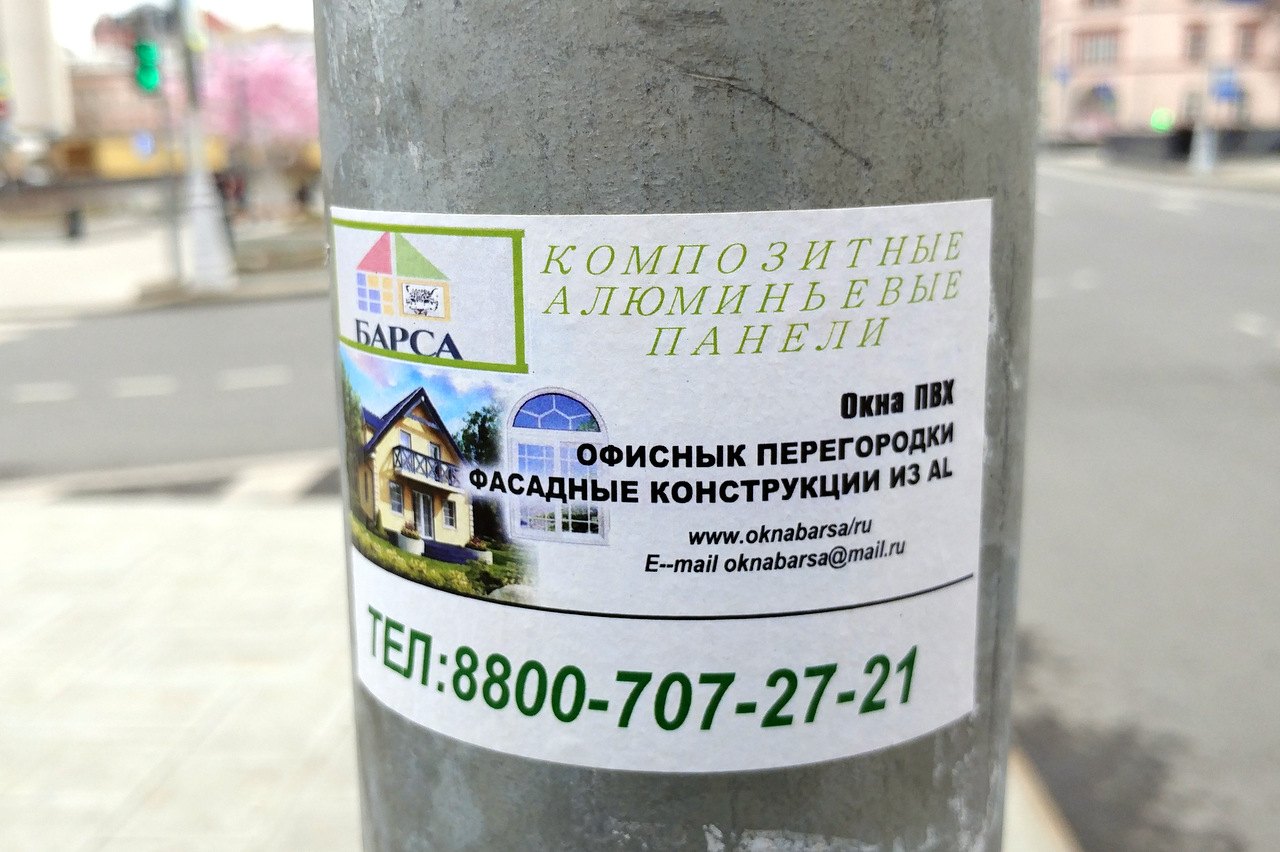 БАРСА
КОМПОЗИТНЫЕ
АЛЮМИНЬЕВЫЕ
ПАНЕЛИ
Окна ПВХ
ОФИСНЫК ПЕРЕГОРОДКИ
ФАСАДНЫЕ КОНСТРУКЦИИ ИЗ AL
www.oknabarsa/ru
E--mail oknabarsa@mail.ru
ТЕЛ:8800-707-27-21